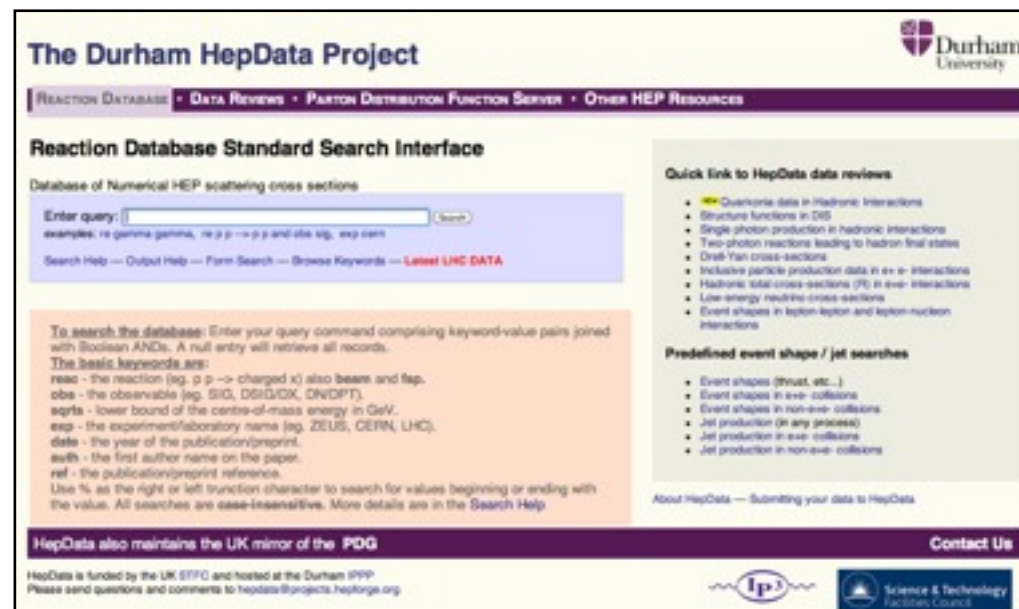 The Durham HepData Project
Durham
University
REACTION DATABASE • DATA REVIEWS • PARTON DISTRIBUTION FUNCTION SERVER • OTHER HEP RESOURCES
Reaction Database Standard Search Interface
Database of Numerical HEP scattering cross sections
Enter query:
Search
examples: re gamma gamma, re p p --> p p and obs sig, exp cern
Search Help — Output Help — Form Search — Browse Keywords — Latest LHC DATA
To search the database: Enter your query command comprising keyword-value pairs joined
with Boolean ANDs. A null entry will retrieve all records.
The basic keywords are:
reac - the reaction (eg. p p --> charged x) also beam and fsp.
obs - the observable (eg. SIG, DSIG/DX, DN/DPT).
sqrts - lower bound of the centre-of-mass energy in GeV.
exp - the experiment/laboratory name (eg. ZEUS, CERN, LHC).
date - the year of the publication/preprint.
auth - the first author name on the paper.
ref - the publication/preprint reference.
Use % as the right or left trunction character to search for values beginning or ending with
the value. All searches are case-insensitive. More details are in the Search Help
Quick link to HepData data reviews
Quarkonia data in Hadronic Interactions
Structure functions in DIS
Single photon production in hadronic interactions
Two-photon reactions leading to hadron final states
Drell-Yan cross-sections
Inclusive particle production data in e+ e- interactions
Hadronic total cross-sections (R) in e+e- interactions
Low-energy neutrino cross-sections
Event shapes in lepton-lepton and lepton-nucleon
interactions
Predefined event shape / jet searches
Event shapes (thrust, etc...)
Event shapes in e+e- collisions
Event shapes in non-e+e- collisions
Jet production (in any process)
Jet production in e+e- collisions
Jet production in non-e+e- collisions
About HepData — Submitting your data to HepData
HepData also maintains the UK mirror of the PDG
Contact Us
HepData is funded by the UK STFC and hosted at the Durham IPPP
Please send questions and comments to hepdata@projects.hepforge.org
IP3
Science & Technology
Facilities Council